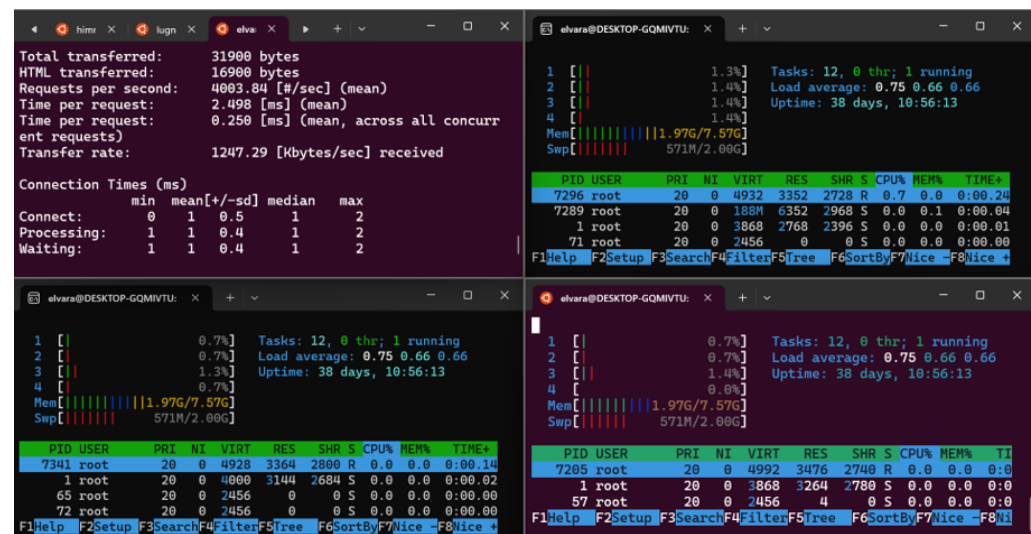 himr × lugn × elva: × + 
Total transferred: 31900 bytes
HTML transferred: 16900 bytes
Requests per second: 4003.84 [#/sec] (mean)
Time per request: 2.498 [ms] (mean)
Time per request: 0.250 [ms] (mean, across all concurr
ent requests)
Transfer rate: 1247.29 [Kbytes/sec] received
Connection Times (ms)
min mean[+/-sd] median max
Connect: 0 1 0.5 1 2
Processing: 1 1 0.4 1 2
Waiting: 1 1 0.4 1 2
elvara@DESKTOP-GQMIVTU: × +
1 [|| 1.3%] Tasks: 12, 0 thr; 1 running
2 [|| 1.4%] Load average: 0.75 0.66 0.66
3 [|| 1.4%] Uptime: 38 days, 10:56:13
4 [| 1.4%]
Mem[|||||||||||1.97G/7.57G]
Swp[||||||| 571M/2.00G]
PID USER PRI NI VIRT RES SHR S CPU% MEM% TIME+
7296 root 20 0 4932 3352 2728 R 0.7 0.0 0:00.24
7289 root 20 0 188M 6352 2968 S 0.0 0.1 0:00.04
1 root 20 0 3868 2768 2396 S 0.0 0.0 0:00.01
71 root 20 0 2456 0 0 S 0.0 0.0 0:00.00
F1Help F2Setup F3SearchF4FilterF5Tree F6SortByF7Nice -F8Nice +
elvara@DESKTOP-GQMIVTU: × +
1 [| 0.7%] Tasks: 12, 0 thr; 1 running
2 [| 0.7%] Load average: 0.75 0.66 0.66
3 [|| 1.3%] Uptime: 38 days, 10:56:13
4 [| 0.7%]
Mem[|||||||||||1.97G/7.57G]
Swp[||||||| 571M/2.00G]
PID USER PRI NI VIRT RES SHR S CPU% MEM% TIME+
7341 root 20 0 4928 3364 2800 R 0.0 0.0 0:00.14
1 root 20 0 4000 3144 2684 S 0.0 0.0 0:00.02
65 root 20 0 2456 0 0 S 0.0 0.0 0:00.00
72 root 20 0 2456 0 0 S 0.0 0.0 0:00.00
F1Help F2Setup F3SearchF4FilterF5Tree F6SortByF7Nice -F8Nice +
elvara@DESKTOP-GQMIVTU: × +
1 [| 0.7%] Tasks: 12, 0 thr; 1 running
2 [| 0.7%] Load average: 0.75 0.66 0.66
3 [|| 1.4%] Uptime: 38 days, 10:56:13
4 [ 0.0%]
Mem[||||||||||1.97G/7.57G]
Swp[|||||| 571M/2.00G]
PID USER PRI NI VIRT RES SHR S CPU% MEM% TI
7205 root 20 0 4992 3476 2740 R 0.0 0.0 0:0
1 root 20 0 3868 3264 2780 S 0.0 0.0 0:0
57 root 20 0 2456 4 0 S 0.0 0.0 0:0
F1Help F2Setup F3SearchF4FilterF5Tree F6SortByF7Nice -F8Ni